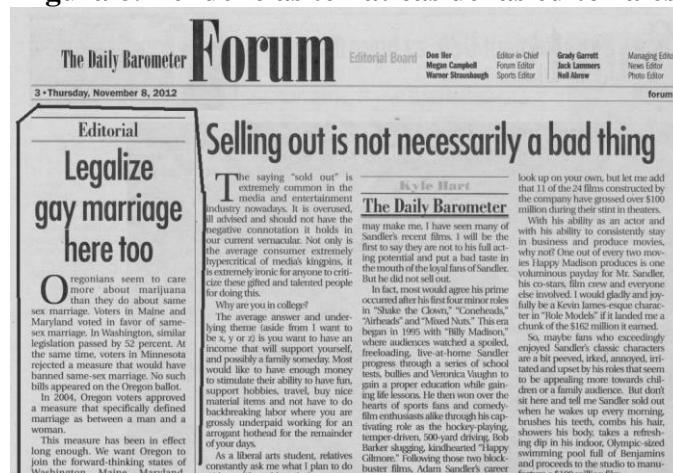 The Daily Barometer Forum
Editorial Board
Don Iler Editor-in-Chief
Megan Campbell Forum Editor
Warner Strausbaugh Sports Editor
Grady Garrott Managing
Jack Lammers News Editor
Neil Abrew Photo Editor
3 • Thursday, November 8, 2012
forum
Editorial
Legalize
gay marriage
here too
Oregonians seem to care
more about marijuana
than they do about same
sex marriage. Voters in Maine and
Maryland voted in favor of same-
sex marriage. In Washington, similar
legislation passed by 52 percent. At
the same time, voters in Minnesota
rejected a measure that would have
banned same-sex marriage. No such
bills appeared on the Oregon ballot.
In 2004, Oregon voters approved
a measure that specifically defined
marriage as between a man and a
woman.
This measure has been in effect
long enough. We want Oregon to
join the forward-thinking states of
Washington, Maine, Maryland,
Selling out is not necessarily a bad thing
The saying "sold out" is
extremely common in the
media and entertainment
industry nowadays. It is overused,
ill advised and should not have the
negative connotation it holds in
our current vernacular. Not only is
the average consumer extremely
hypercritical of media's kingpins, it
is extremely ironic for anyone to criti-
cize these gifted and talented people
for doing this.
Why are you in college?
The average answer and under-
lying theme (aside from I want to
be x, y or z) is you want to have an
income that will support yourself,
and possibly a family someday. Most
would like to have enough money
to stimulate their ability to have fun,
support hobbies, travel, buy nice
material items and not have to do
backbreaking labor where you are
grossly underpaid working for an
arrogant hothead for the remainder
of your days.
As a liberal arts student, relatives
constantly ask me what I plan to do
Kyle Hart
The Daily Barometer
may make me, I have seen many of
Sandler's recent films. I will be the
first to say they are not to his full act-
ing potential and put a bad taste in
the mouth of the loyal fans of Sandler.
But he did not sell out.
In fact, most would agree his prime
occurred after his first four minor roles
in "Shake the Clown," "Coneheads,"
"Airheads" and "Mixed Nuts." This era
began in 1995 with "Billy Madison,"
where audiences watched a spoiled,
freeloading, live-at-home Sandler
progress through a series of school
tests, bullies and Veronica Vaughn to
gain a proper education while gain-
ing life lessons. He then won over the
hearts of sports fans and comedy-
film enthusiasts alike through his cap-
tivating role as the hockey-playing,
temper-driven, 500-yard driving, Bob
Barker slugging, kindhearted "Happy
Gilmore." Following those two block-
buster films, Adam Sandler's career
look up on your own, but let me add
that 11 of the 24 films constructed by
the company have grossed over $100
million during their stint in theaters.
With his ability as an actor and
with his ability to consistently stay
in business and produce movies,
why not? One out of every two mov-
ies Happy Madison produces is one
voluminous payday for Mr. Sandler,
his co-stars, film crew and everyone
else involved. I would gladly and joy-
fully be a Kevin James-esque charac-
ter in "Role Models" if it landed me a
chunk of the $162 million it earned.
So, maybe fans who exceedingly
enjoyed Sandler's classic characters
are a bit peeved, irked, annoyed, irri-
tated and upset by his roles that seem
to be appealing more towards chil-
dren or a family audience. But don't
sit here and tell me Sandler sold out
when he wakes up every morning,
brushes his teeth, combs his hair,
showers his body, takes a refresh-
ing dip in his indoor, Olympic-sized
swimming pool full of Benjamins
and proceeds to the studio to manu-